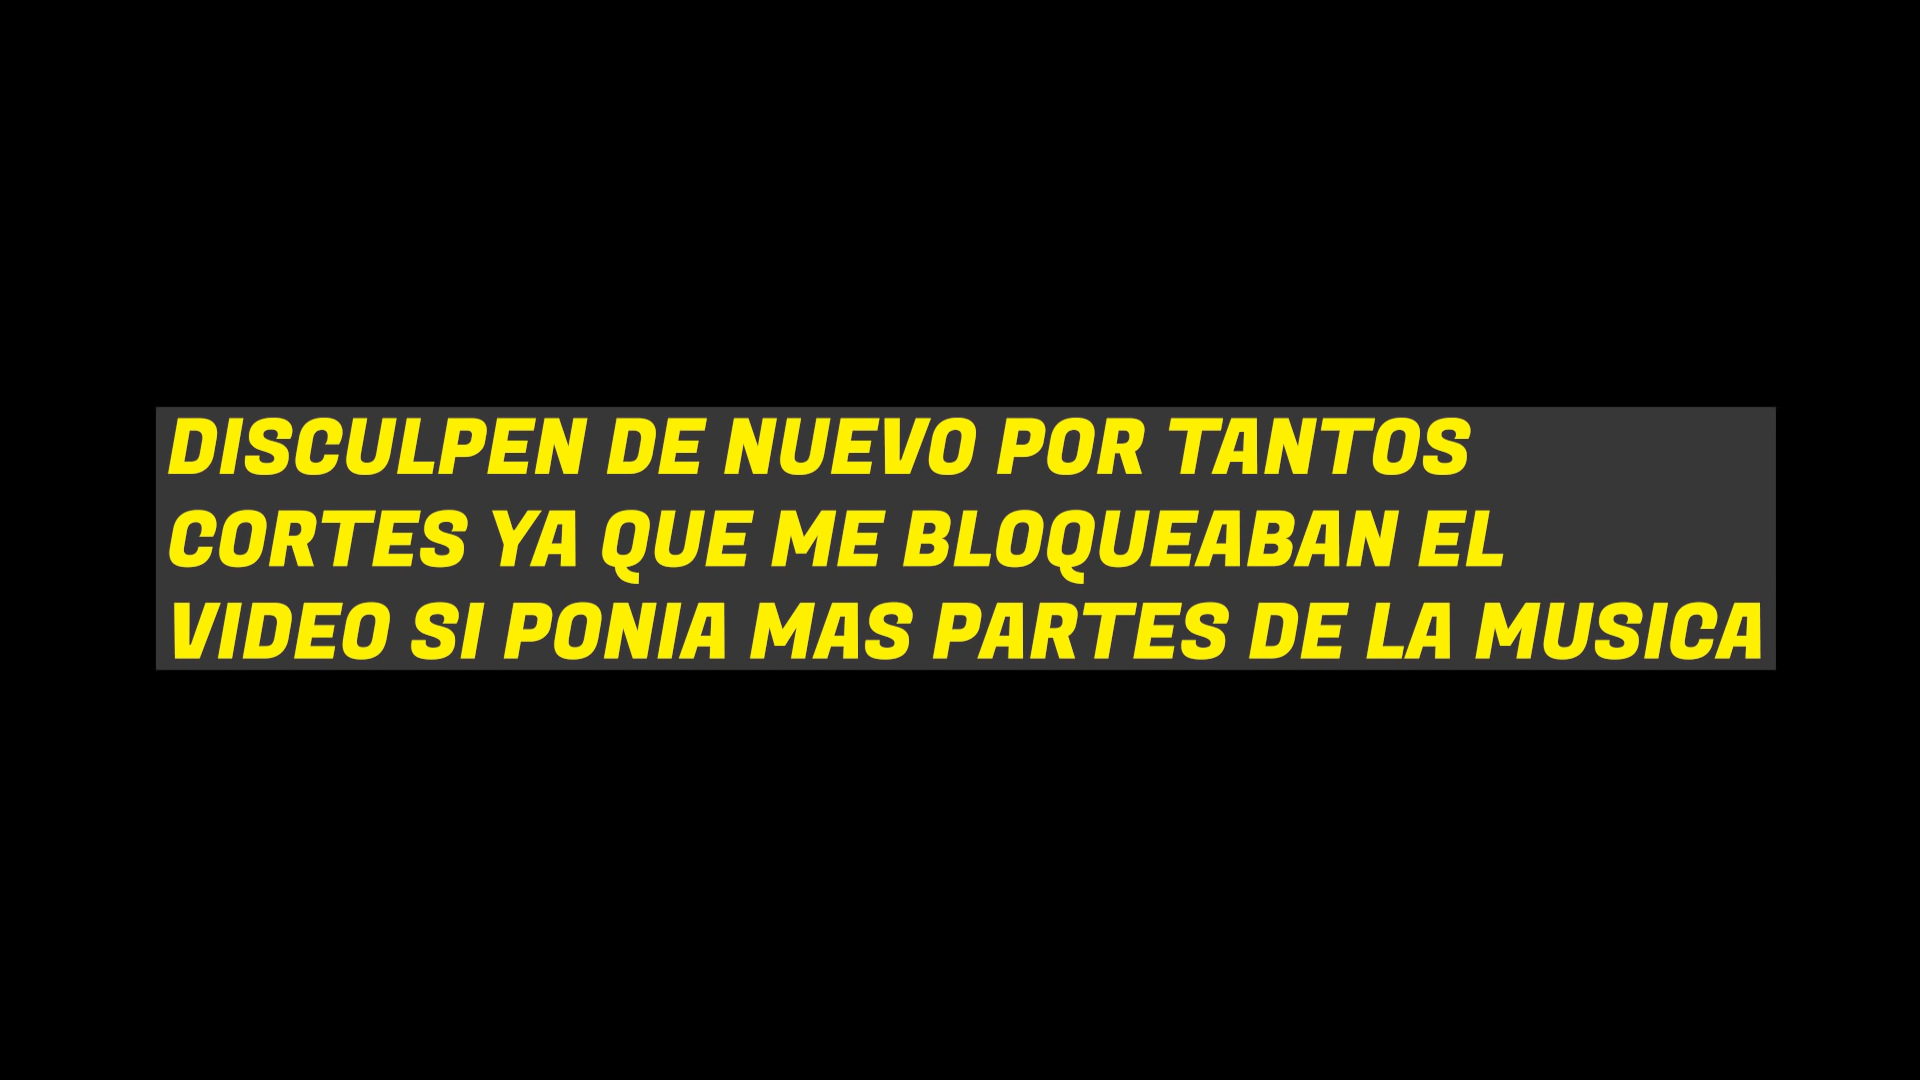 DISCULPEN DE NUEVO POR TANTOS
CORTES YA QUE ME BLOQUEABAN EL
VIDEO SI PONIA MAS PARTES DE LA MUSICA